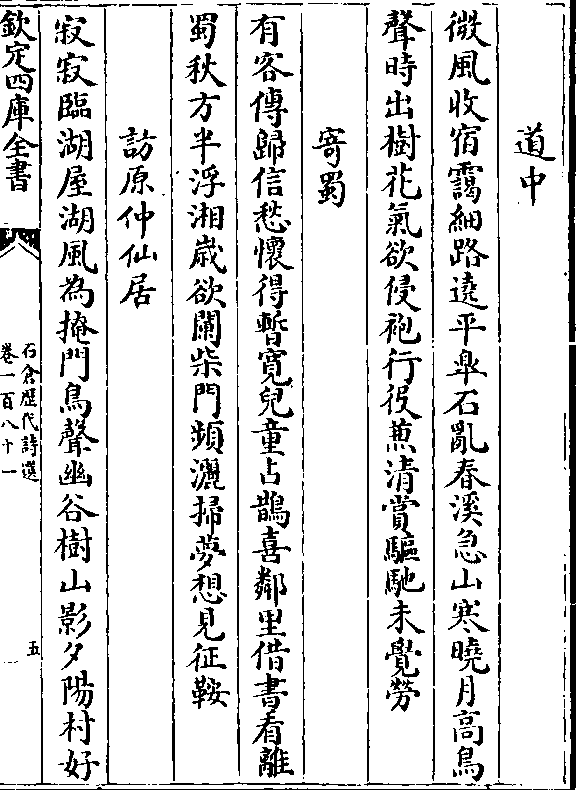 道中
微風收宿靄細路遶平臯石亂春溪急山寒曉月高鳥
聲時出樹花氣欲侵袍行役兼清賞驅馳未覺勞
寄蜀
有客傳歸信愁懷得暫寛兒童占鵲喜鄰里借書看離
蜀秋方半浮湘歲欲闌柴門頻灑掃夢想見征鞍
訪原仲仙居
寂寂臨湖屋湖風為掩門鳥聲幽谷樹山影夕陽村好
欽定四庫全書
石倉歴代詩選
卷一百八十一
五